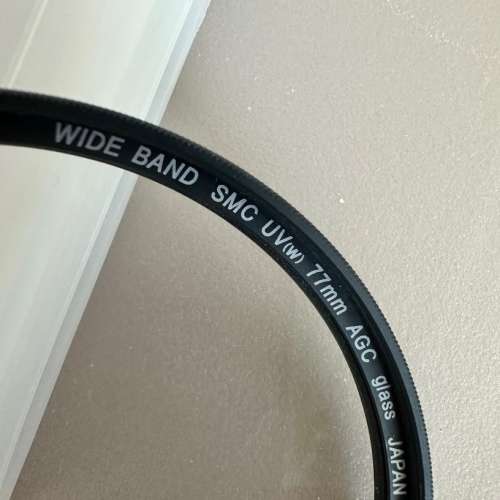 WIDE BAND SMC UV(W) 77mm AGC glass JAPAN